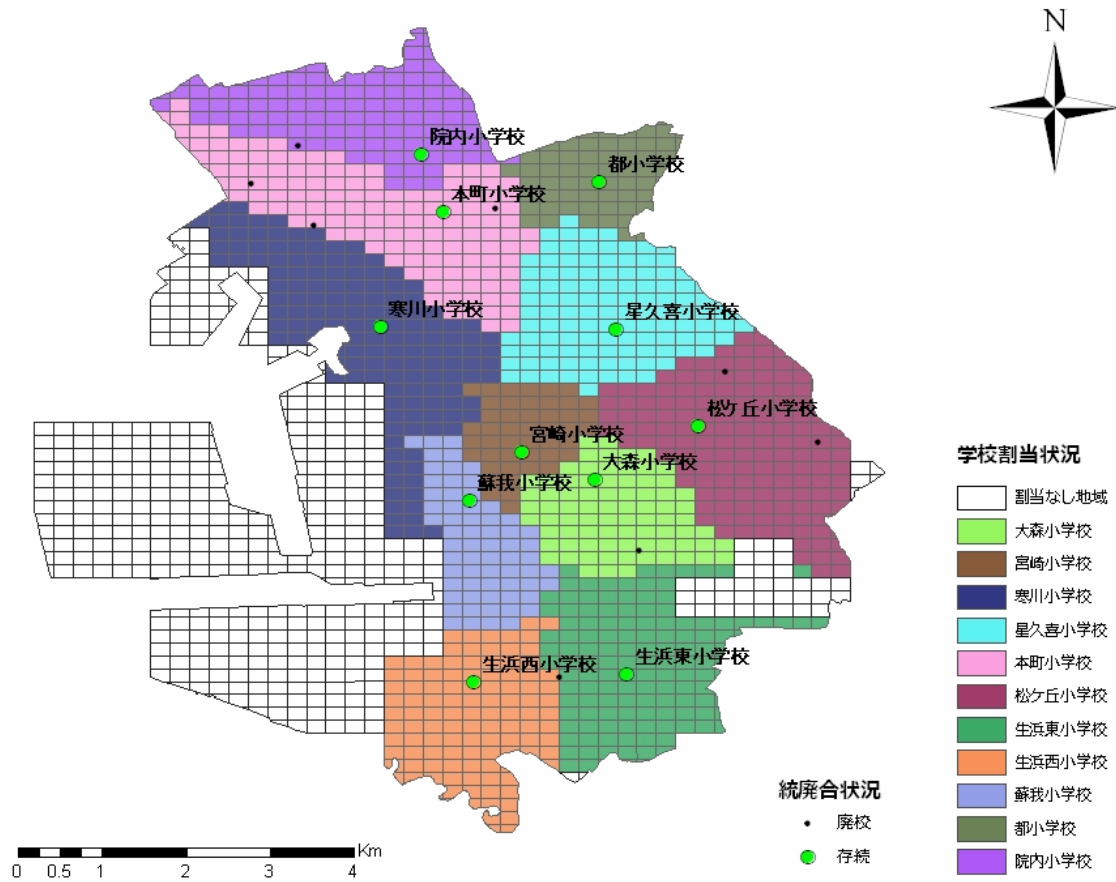 N
院内小学校
都小学校
本町小学校
寒川小学校
星久喜小学校
松ケ丘小学校
宮崎小学校
大森小学校
蘇我小学校
生浜西小学校
生浜東小学校
学校割当状況
割当なし地域
大森小学校
宮崎小学校
寒川小学校
星久喜小学校
本町小学校
松ケ丘小学校
生浜東小学校
生浜西小学校
蘇我小学校
都小学校
院内小学校
統廃合状況
廃校
存続
Km
0 0.5 1 2 3 4